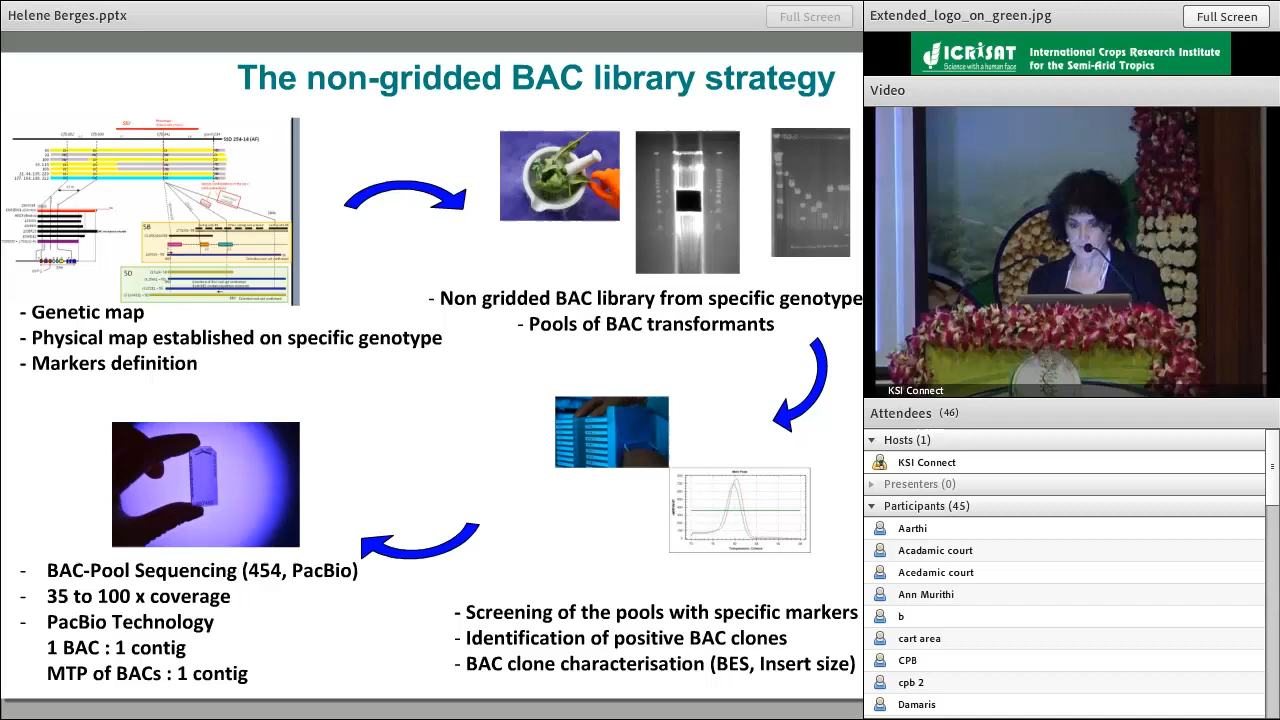 Helene Berges.pptx
Full Screen
Extended_logo_on_green.jpg
Full Screen
The non-gridded BAC library strategy
ICRISAT
Science with a human face
International Crops Research Institute
for the Semi-Arid Tropics
Video
SSD 254-14 (AF)
5B
5D
- Genetic map
- Physical map established on specific genotype
- Markers definition
- Non gridded BAC library from specific genotype
- Pools of BAC transformants
KSI Connect
Attendees (46)
Hosts (1)
KSI Connect
Presenters (0)
Participants (45)
Aarthi
Acadamic court
Acedamic court
Ann Murithi
b
cart area
CPB
cpb 2
Damaris
- BAC-Pool Sequencing (454, PacBio)
- 35 to 100 x coverage
- PacBio Technology
1 BAC : 1 contig
MTP of BACs : 1 contig
- Screening of the pools with specific markers
- Identification of positive BAC clones
- BAC clone characterisation (BES, Insert size)